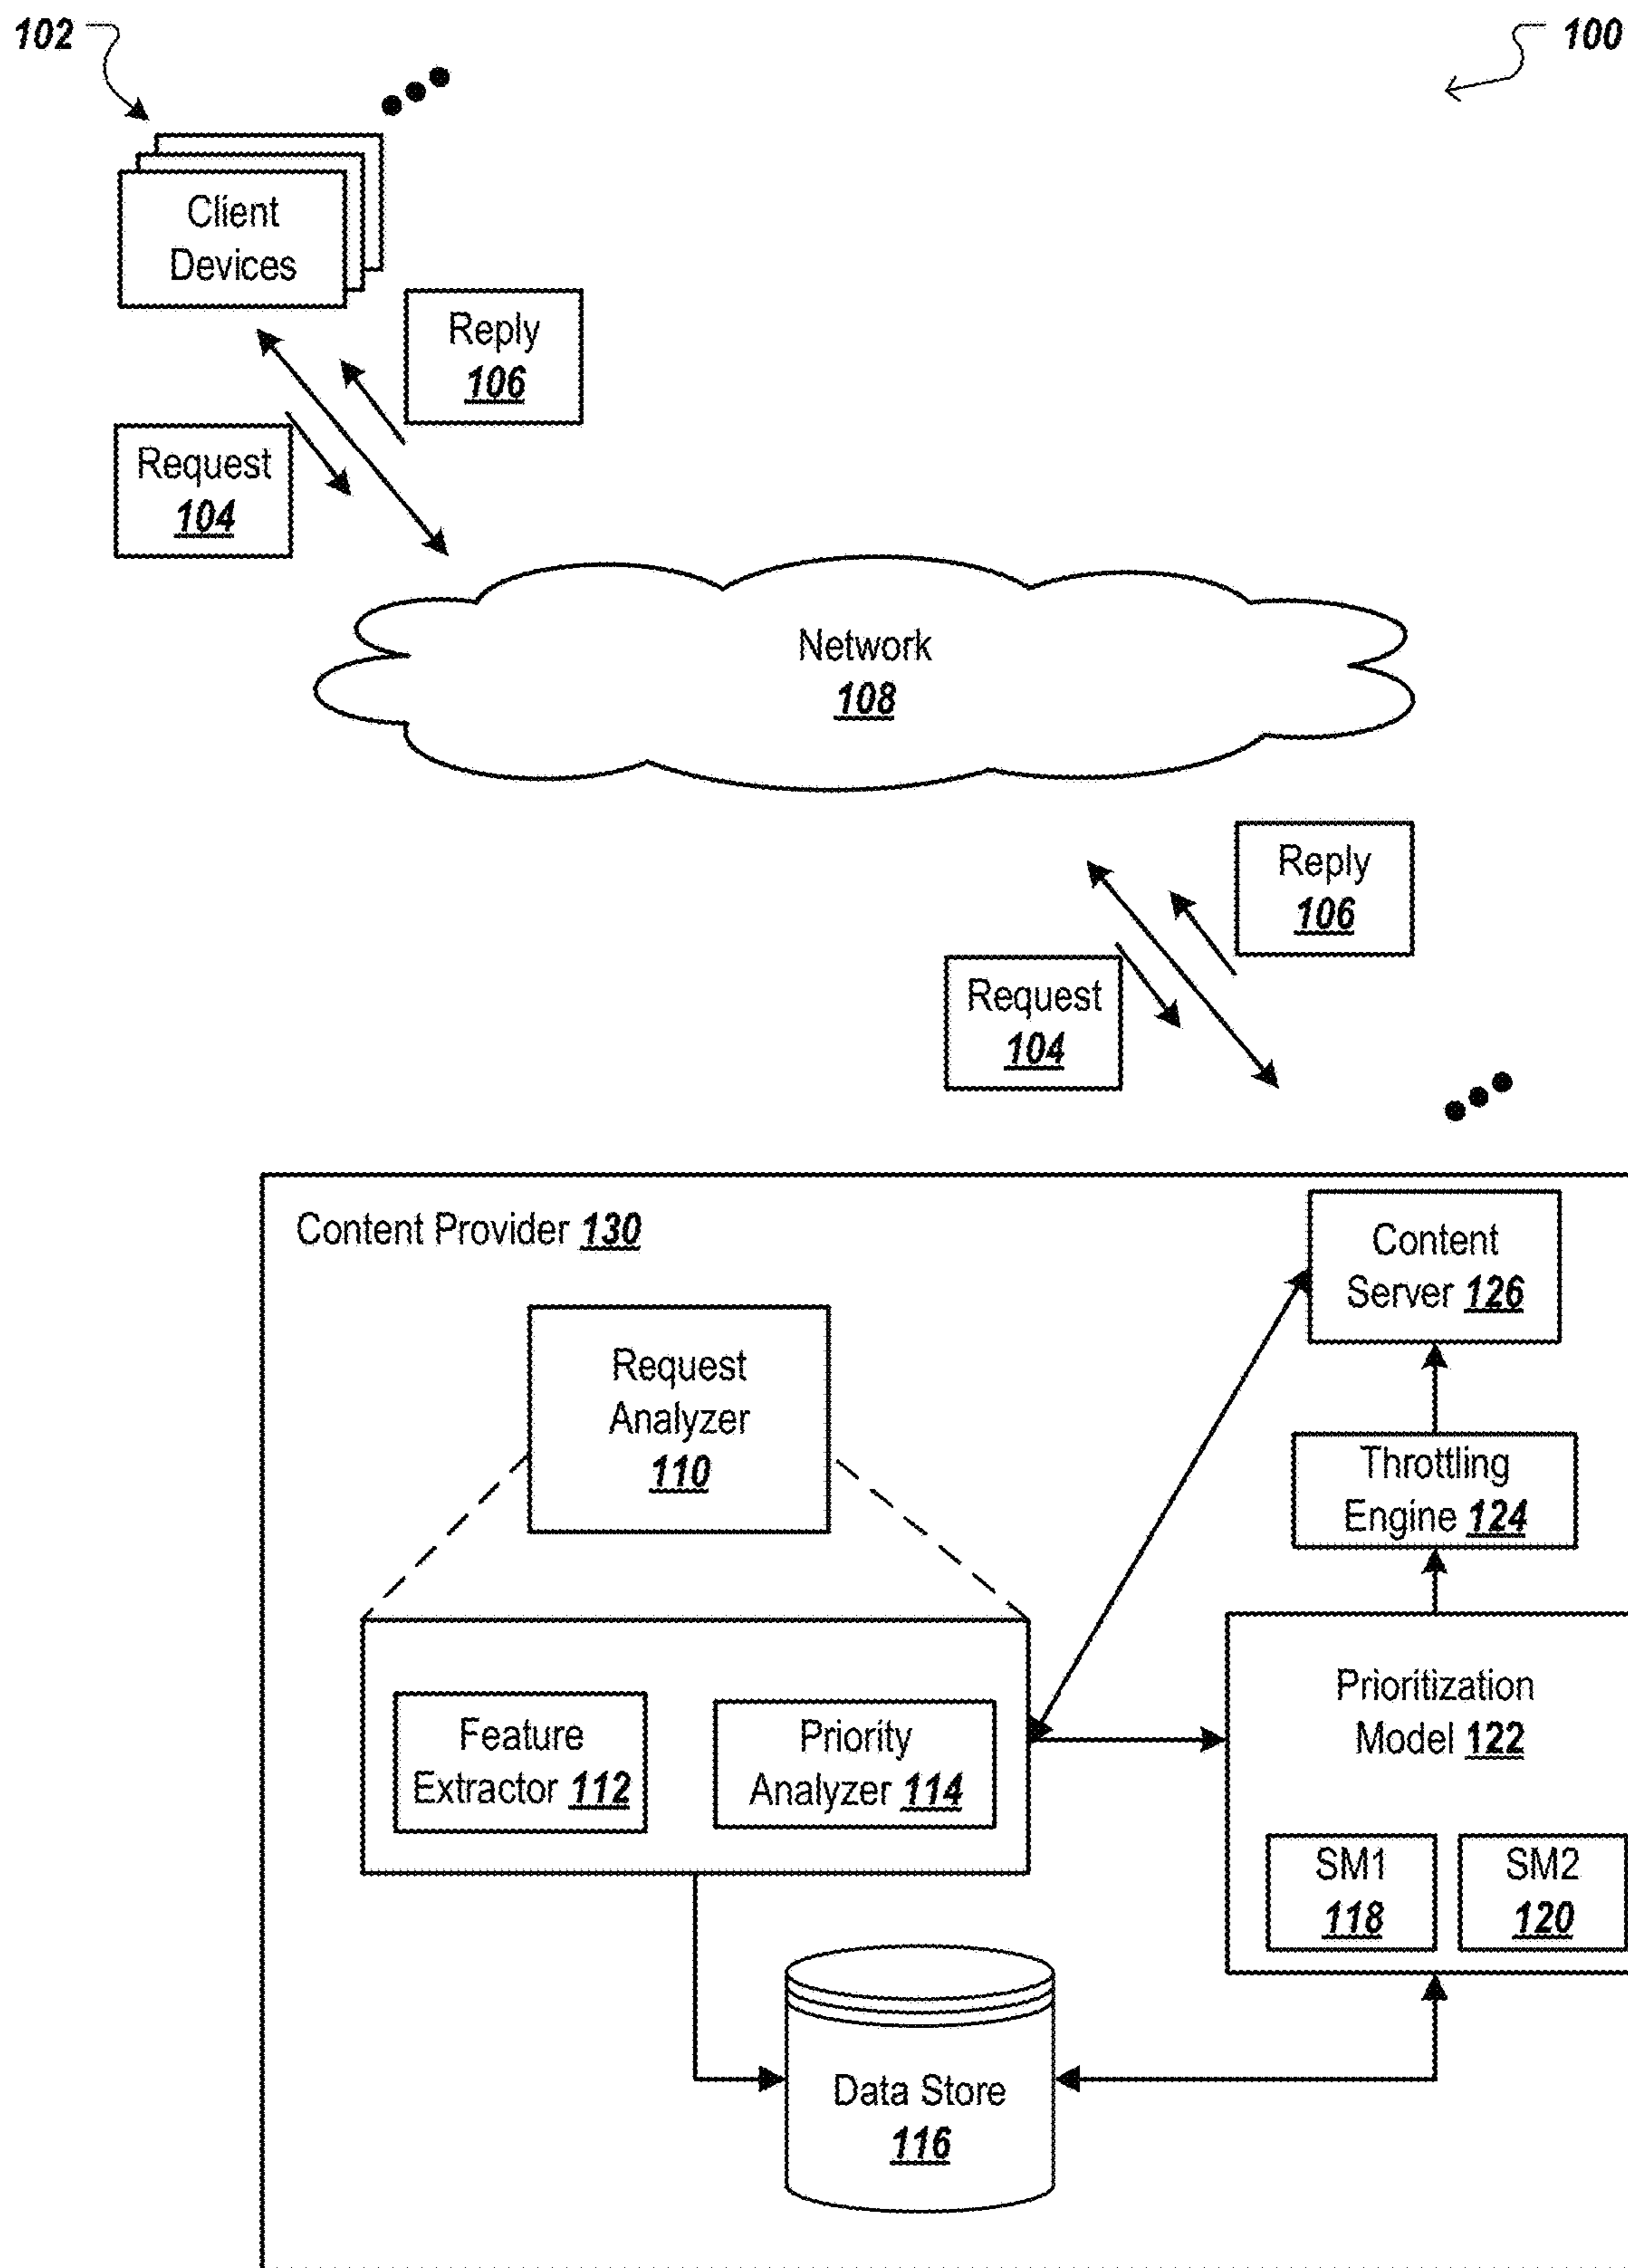 102
100
Client
Devices
Reply
106
Request
104
Network
108
Reply
106
Request
104
Content Provider 130
Content
Server 126
Request
Analyzer
110
Throttling
Engine 124
Prioritization
Model 122
Feature
Extractor 112
Priority
Analyzer 114
SM1
118
SM2
120
Data Store
116